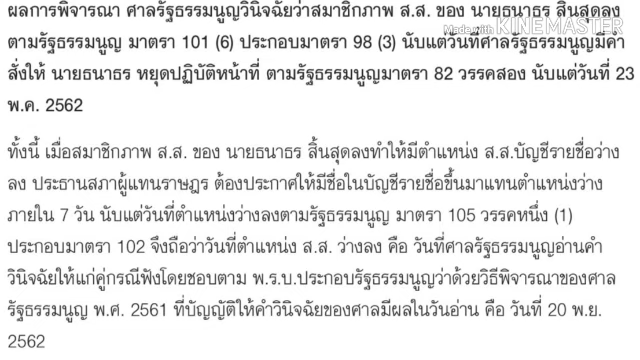 ผลการพิจารณา ศาลรัฐธรรมนูญวินิจฉัยว่าสมาชิกภาพ ส.ส. ของ นายธนาธร สิ้นสุดลง
Made with KINEMASTER
ตามรัฐธรรมนูญ มาตรา 101 (6) ประกอบมาตรา 98 (3) นับแต่วันที่ศาลรัฐธรรมนูญมีคำ
สั่งให้ นายธนาธร หยุดปฏิบัติหน้าที่ ตามรัฐธรรมนูญมาตรา 82 วรรคสอง นับแต่วันที่ 23
พ.ค. 2562
ทั้งนี้ เมื่อสมาชิกภาพ ส.ส. ของ นายธนาธร สิ้นสุดลงทำให้มีตำแหน่ง ส.ส.บัญชีรายชื่อว่าง
ลง ประธานสภาผู้แทนราษฎร ต้องประกาศให้มีชื่อในบัญชีรายชื่อขึ้นมาแทนตำแหน่งว่าง
ภายใน 7 วัน นับแต่วันที่ตำแหน่งว่างลงตามรัฐธรรมนูญ มาตรา 105 วรรคหนึ่ง (1)
ประกอบมาตรา 102 จึงถือว่าวันที่ตำแหน่ง ส.ส. ว่างลง คือ วันที่ศาลรัฐธรรมนูญอ่านคำ
วินิจฉัยให้แก่คู่กรณีฟังโดยชอบตาม พ.ร.บ.ประกอบรัฐธรรมนูญว่าด้วยวิธีพิจารณาของศาล
รัฐธรรมนูญ พ.ศ. 2561 ที่บัญญัติให้คำวินิจฉัยของศาลมีผลในวันอ่าน คือ วันที่ 20 พ.ย.
2562